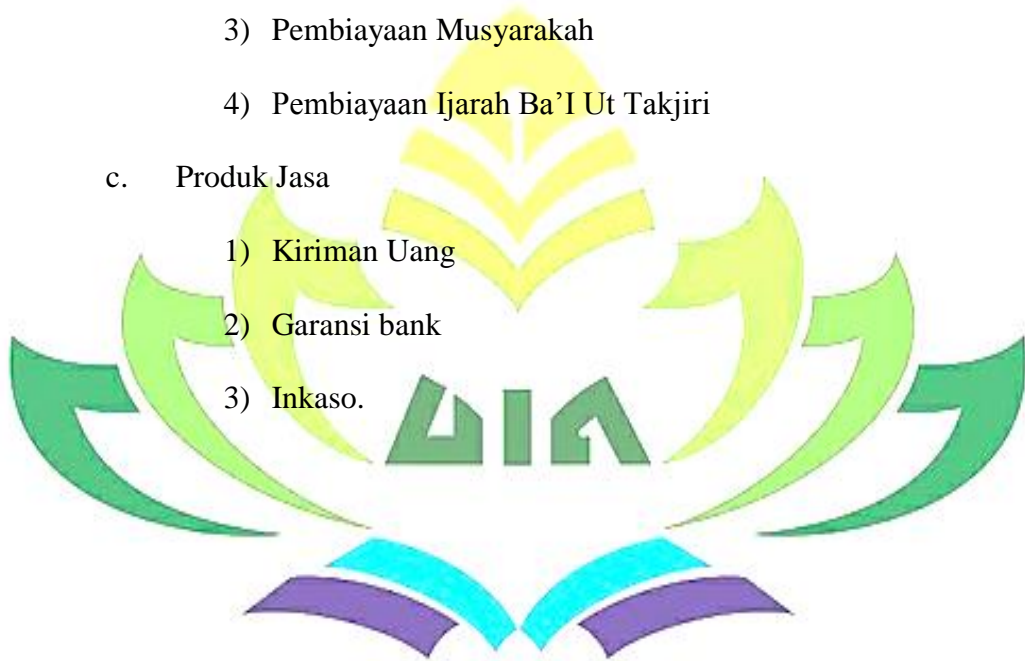 3) Pembiayaan Musyarakah
4) Pembiayaan Ijarah Ba’I Ut Takjiri
c. Produk Jasa
1) Kiriman Uang
2) Garansi bank
3) Inkaso.
UIN